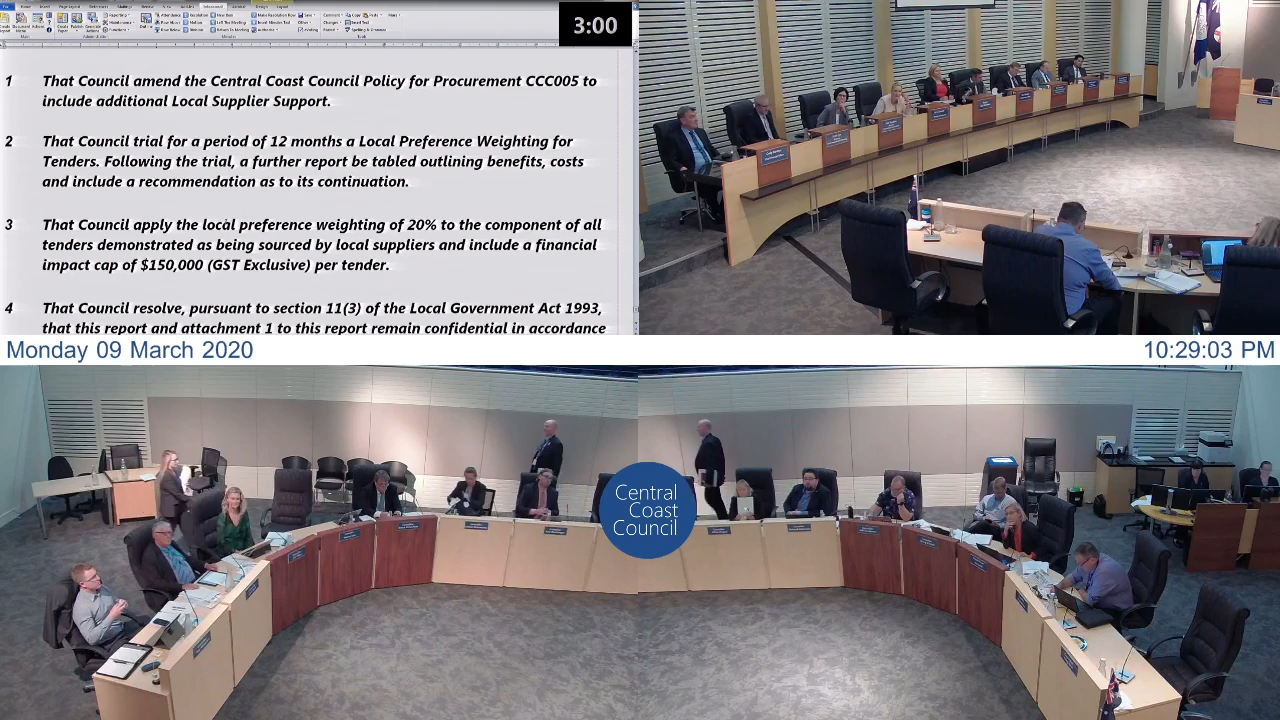 3:00
1 That Council amend the Central Coast Council Policy for Procurement CCC005 to
include additional Local Supplier Support.
2 That Council trial for a period of 12 months a Local Preference Weighting for
Tenders. Following the trial, a further report be tabled outlining benefits, costs
and include a recommendation as to its continuation.
3 That Council apply the local preference weighting of 20% to the component of all
tenders demonstrated as being sourced by local suppliers and include a financial
impact cap of $150,000 (GST Exclusive) per tender.
4 That Council resolve, pursuant to section 11(3) of the Local Government Act 1993,
that this report and attachment 1 to this report remain confidential in accordance
Monday 09 March 2020
10:29:03 PM
Central
Coast
Council